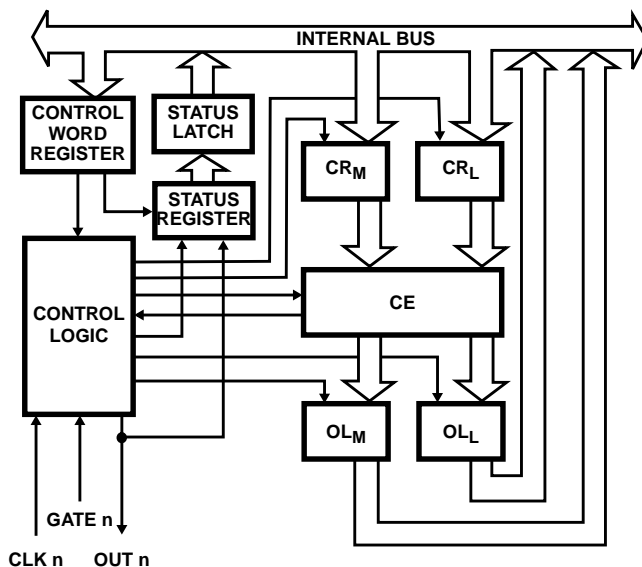 INTERNAL BUS
CONTROL
WORD
REGISTER
STATUS
LATCH
STATUS
REGISTER
CRM
CRL
CONTROL
LOGIC
CE
OLM
OLL
GATE n
CLK n
OUT n